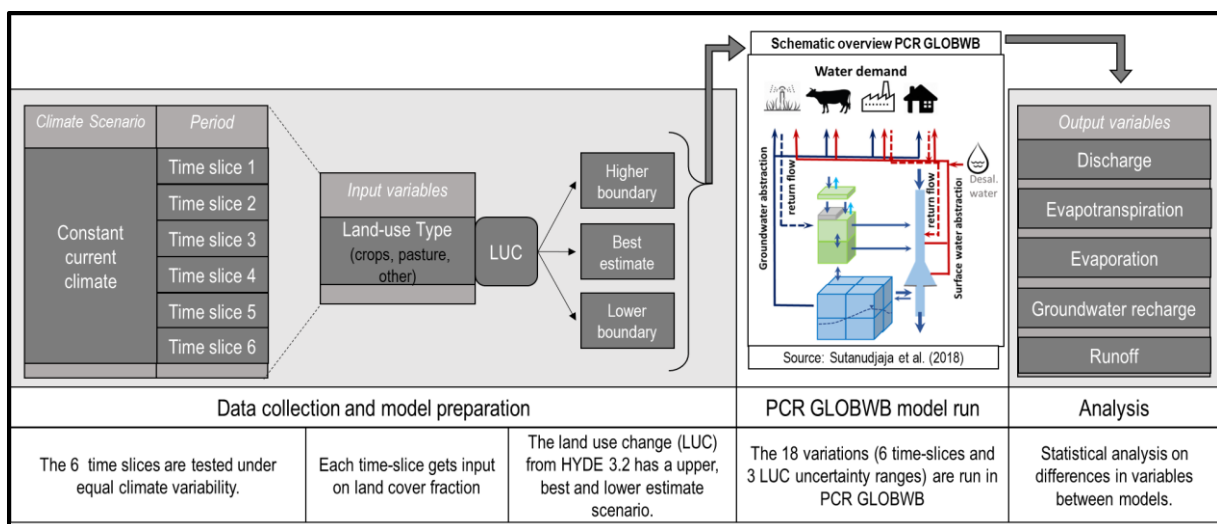 Climate Scenario
Period
Constant
current
climate
Time slice 1
Time slice 2
Time slice 3
Time slice 4
Time slice 5
Time slice 6
Input variables
Land-use Type
(crops, pasture,
other)
LUC
Higher
boundary
Best
estimate
Lower
boundary
Schematic overview PCR GLOBWB
Water demand
Groundwater abstraction
return flow
return flow
Surface water abstraction
Desal.
water
Source: Sutanudjaja et al. (2018)
Output variables
Discharge
Evapotranspiration
Evaporation
Groundwater recharge
Runoff
Data collection and model preparation
PCR GLOBWB model run
Analysis
The 6 time slices are tested under
equal climate variability.
Each time-slice gets input
on land cover fraction
The land use change (LUC)
from HYDE 3.2 has a upper,
best and lower estimate
scenario.
The 18 variations (6 time-slices and
3 LUC uncertainty ranges) are run in
PCR GLOBWB
Statistical analysis on
differences in variables
between models.